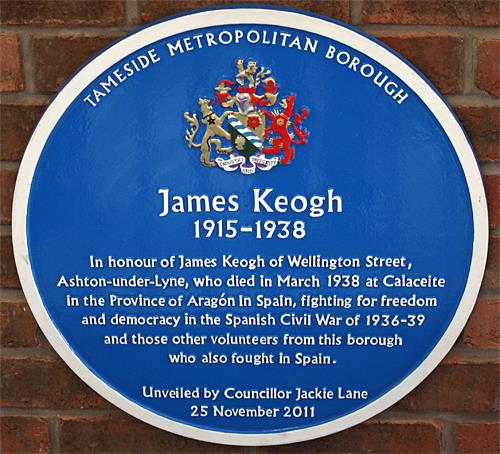 TAMESIDE METROPOLITAN BOROUGH
James Keogh
1915-1938
In honour of James Keogh of Wellington Street,
Ashton-under-Lyne, who died in March 1938 at Calaceite
in the Province of Aragón in Spain, fighting for freedom
and democracy in the Spanish Civil War of 1936-39
and those other volunteers from this borough
who also fought in Spain.
Unveiled by Councillor Jackie Lane
25 November 2011